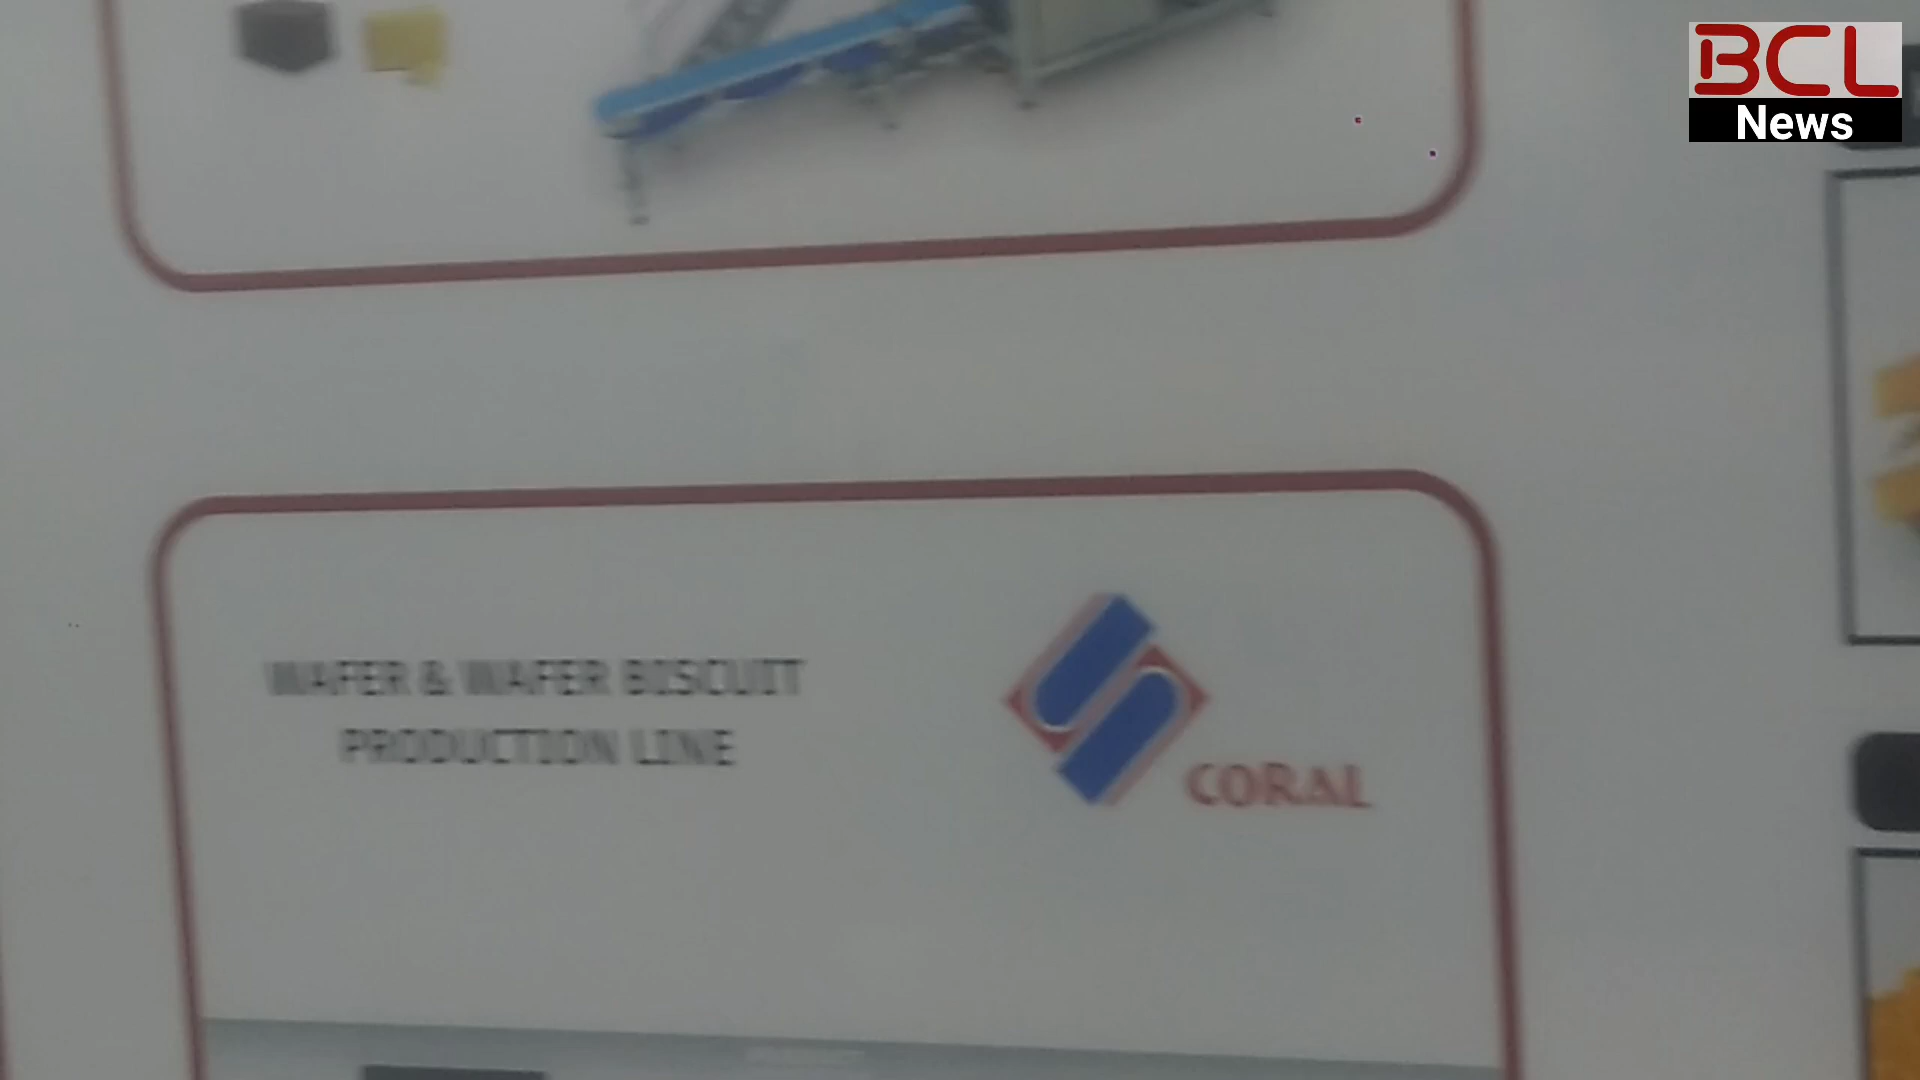 BCL
News
WAFER & WAFER BISCUIT
PRODUCTION LINE
CORAL